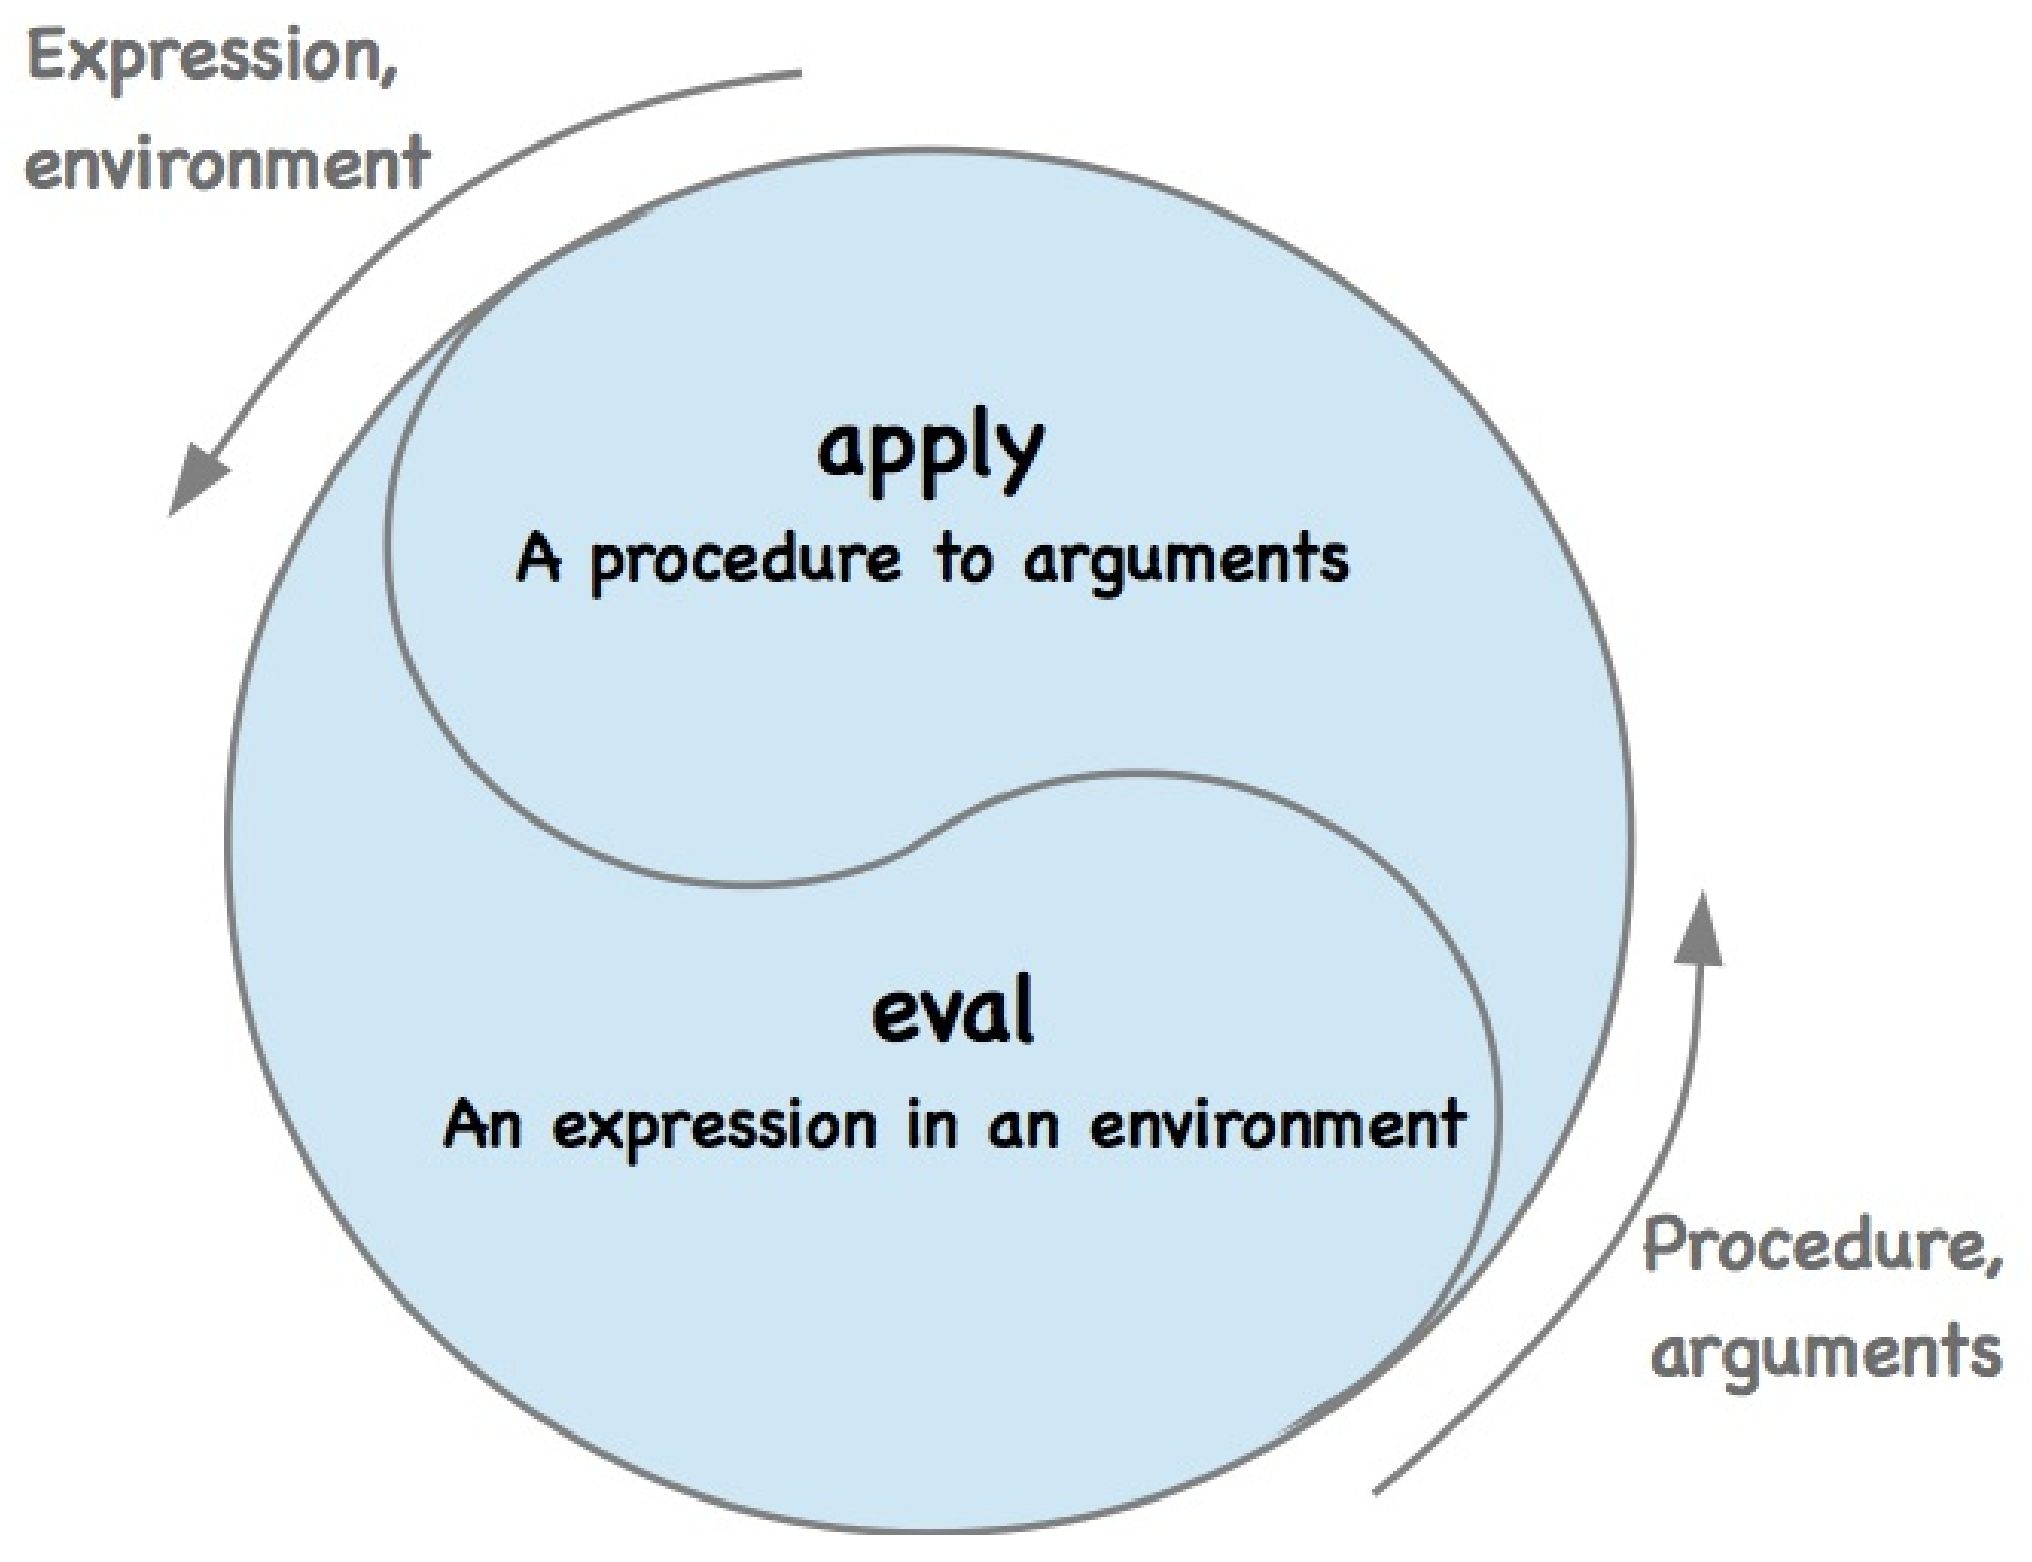 Expression,
environment
apply
A procedure to arguments
eval
An expression in an environment
Procedure,
arguments